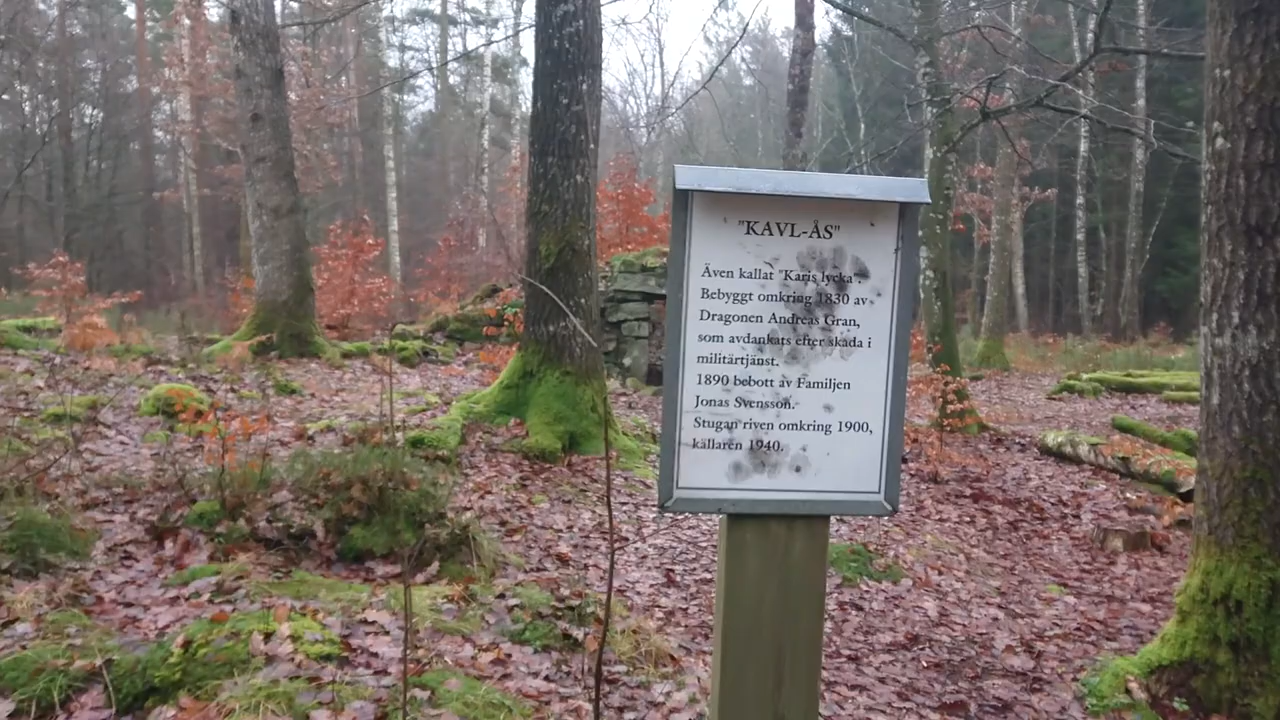 "KAVL-ÅS"
Även kallat "Karis lycka".
Bebyggt omkring 1830 av
Dragonen Andreas Gran,
som avdankats efter skada i
militärtjänst.
1890 bebott av Familjen
Jonas Svensson.
Stugan riven omkring 1900,
källaren 1940.